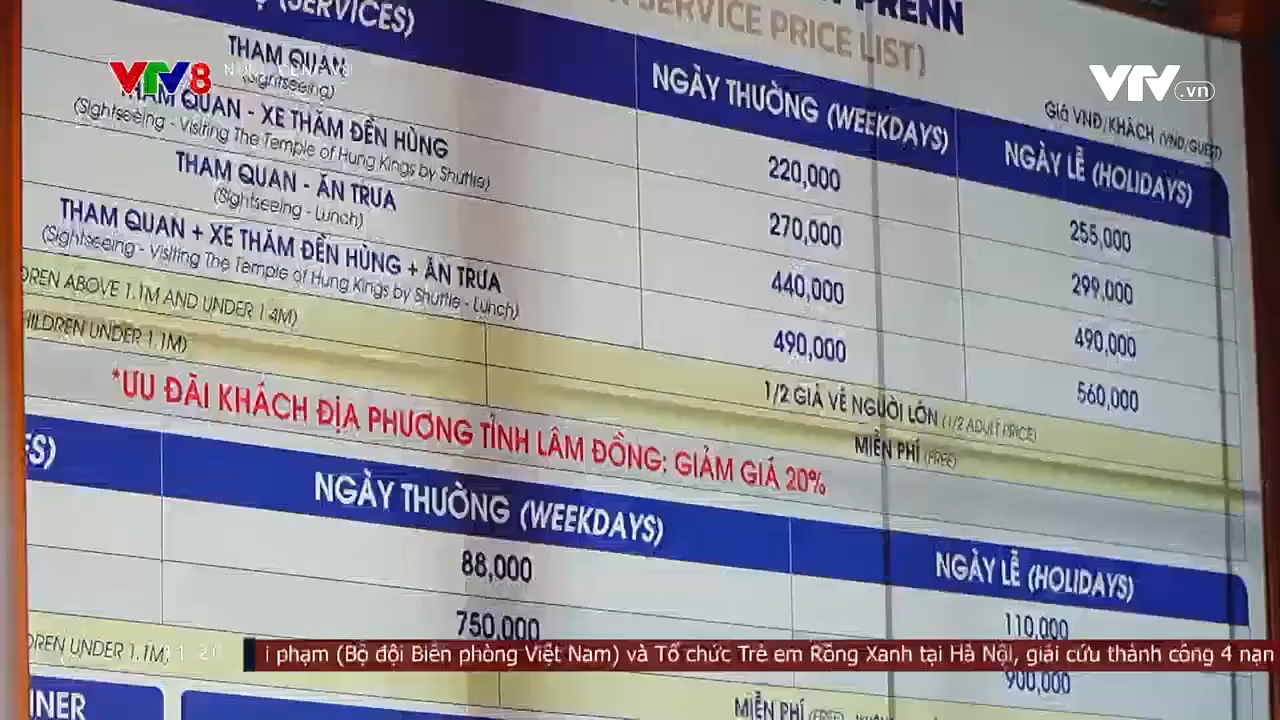 PRENN
SERVICE PRICE LIST)
(SERVICES)
VTV8
VTV.vn
Giá VNĐ/KHÁCH (VND/GUEST)
NGÀY THƯỜNG (WEEKDAYS)
NGÀY LỄ (HOLIDAYS)
THAM QUAN
(Sightseeing)
220,000
255,000
THAM QUAN - XE THĂM ĐỀN HÙNG
(Sightseeing - Visiting The Temple of Hung Kings by Shuttle)
270,000
299,000
THAM QUAN - ĂN TRƯA
(Sightseeing - Lunch)
440,000
490,000
THAM QUAN + XE THĂM ĐỀN HÙNG + ĂN TRƯA
(Sightseeing - Visiting The Temple of Hung Kings by Shuttle - Lunch)
490,000
560,000
DREN ABOVE 1.1M AND UNDER 1.4M)
1/2 GIÁ VÉ NGƯỜI LỚN (1/2 ADULT PRICE)
HILDREN UNDER 1.1M)
MIỄN PHÍ (FREE)
*ƯU ĐÃI KHÁCH ĐỊA PHƯƠNG TỈNH LÂM ĐỒNG: GIẢM GIÁ 20%
ES)
NGÀY THƯỜNG (WEEKDAYS)
NGÀY LỄ (HOLIDAYS)
88,000
110,000
750,000
900,000
DREN UNDER 1.1M)
i phạm (Bộ đội Biên phòng Việt Nam) và Tổ chức Trẻ em Rồng Xanh tại Hà Nội, giải cứu thành công 4 nạn
MIỄN PHÍ (FREE)
INER